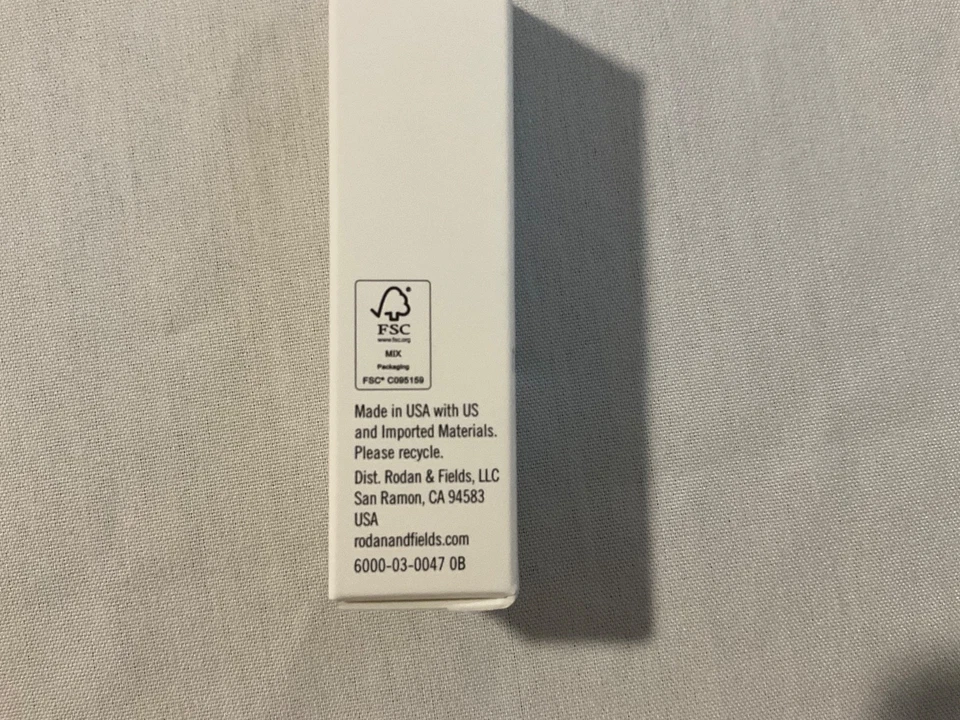 FSC
www.fsc.org
MIX
Packaging
FSC® C095159
Made in USA with US
and Imported Materials.
Please recycle.
Dist. Rodan & Fields, LLC
San Ramon, CA 94583
USA
rodanandfields.com
6000-03-0047 0B